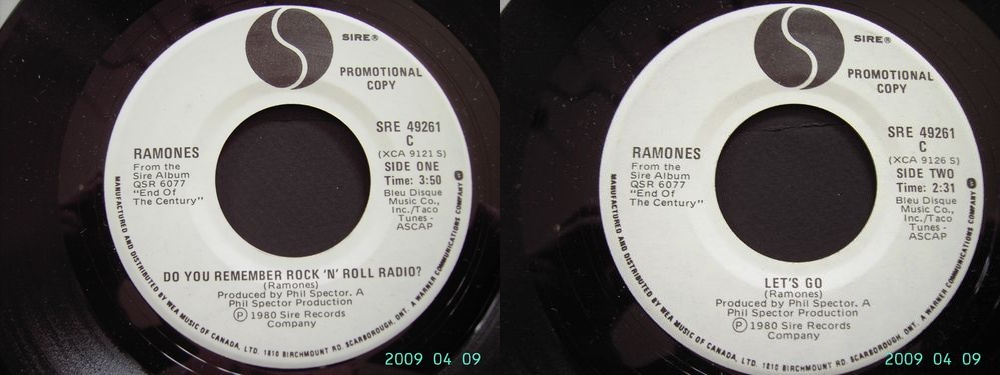 SIRE®
PROMOTIONAL
COPY
SRE 49261
C
(XCA 9121 S)
SIDE ONE
Time: 3:50
Bleu Disque
Music Co.,
Inc./Taco
Tunes -
ASCAP
RAMONES
From the
Sire Album
QSR 6077
"End Of
The Century"
DO YOU REMEMBER ROCK 'N' ROLL RADIO?
(Ramones)
Produced by Phil Spector. A
Phil Spector Production
Ⓟ 1980 Sire Records
Company
MANUFACTURED AND DISTRIBUTED BY WEA MUSIC OF CANADA, LTD. 1810 BIRCHMOUNT RD. SCARBOROUGH, ONT. A WARNER COMMUNICATIONS COMPANY
2009 04 09
SIRE®
PROMOTIONAL
COPY
SRE 49261
C
(XCA 9126 S)
SIDE TWO
Time: 2:31
Bleu Disque
Music Co.,
Inc./Taco
Tunes -
ASCAP
RAMONES
From the
Sire Album
QSR 6077
"End Of
The Century"
LET'S GO
(Ramones)
Produced by Phil Spector. A
Phil Spector Production
Ⓟ 1980 Sire Records
Company
MANUFACTURED AND DISTRIBUTED BY WEA MUSIC OF CANADA, LTD. 1810 BIRCHMOUNT RD. SCARBOROUGH, ONT. A WARNER COMMUNICATIONS COMPANY
2009 04 09